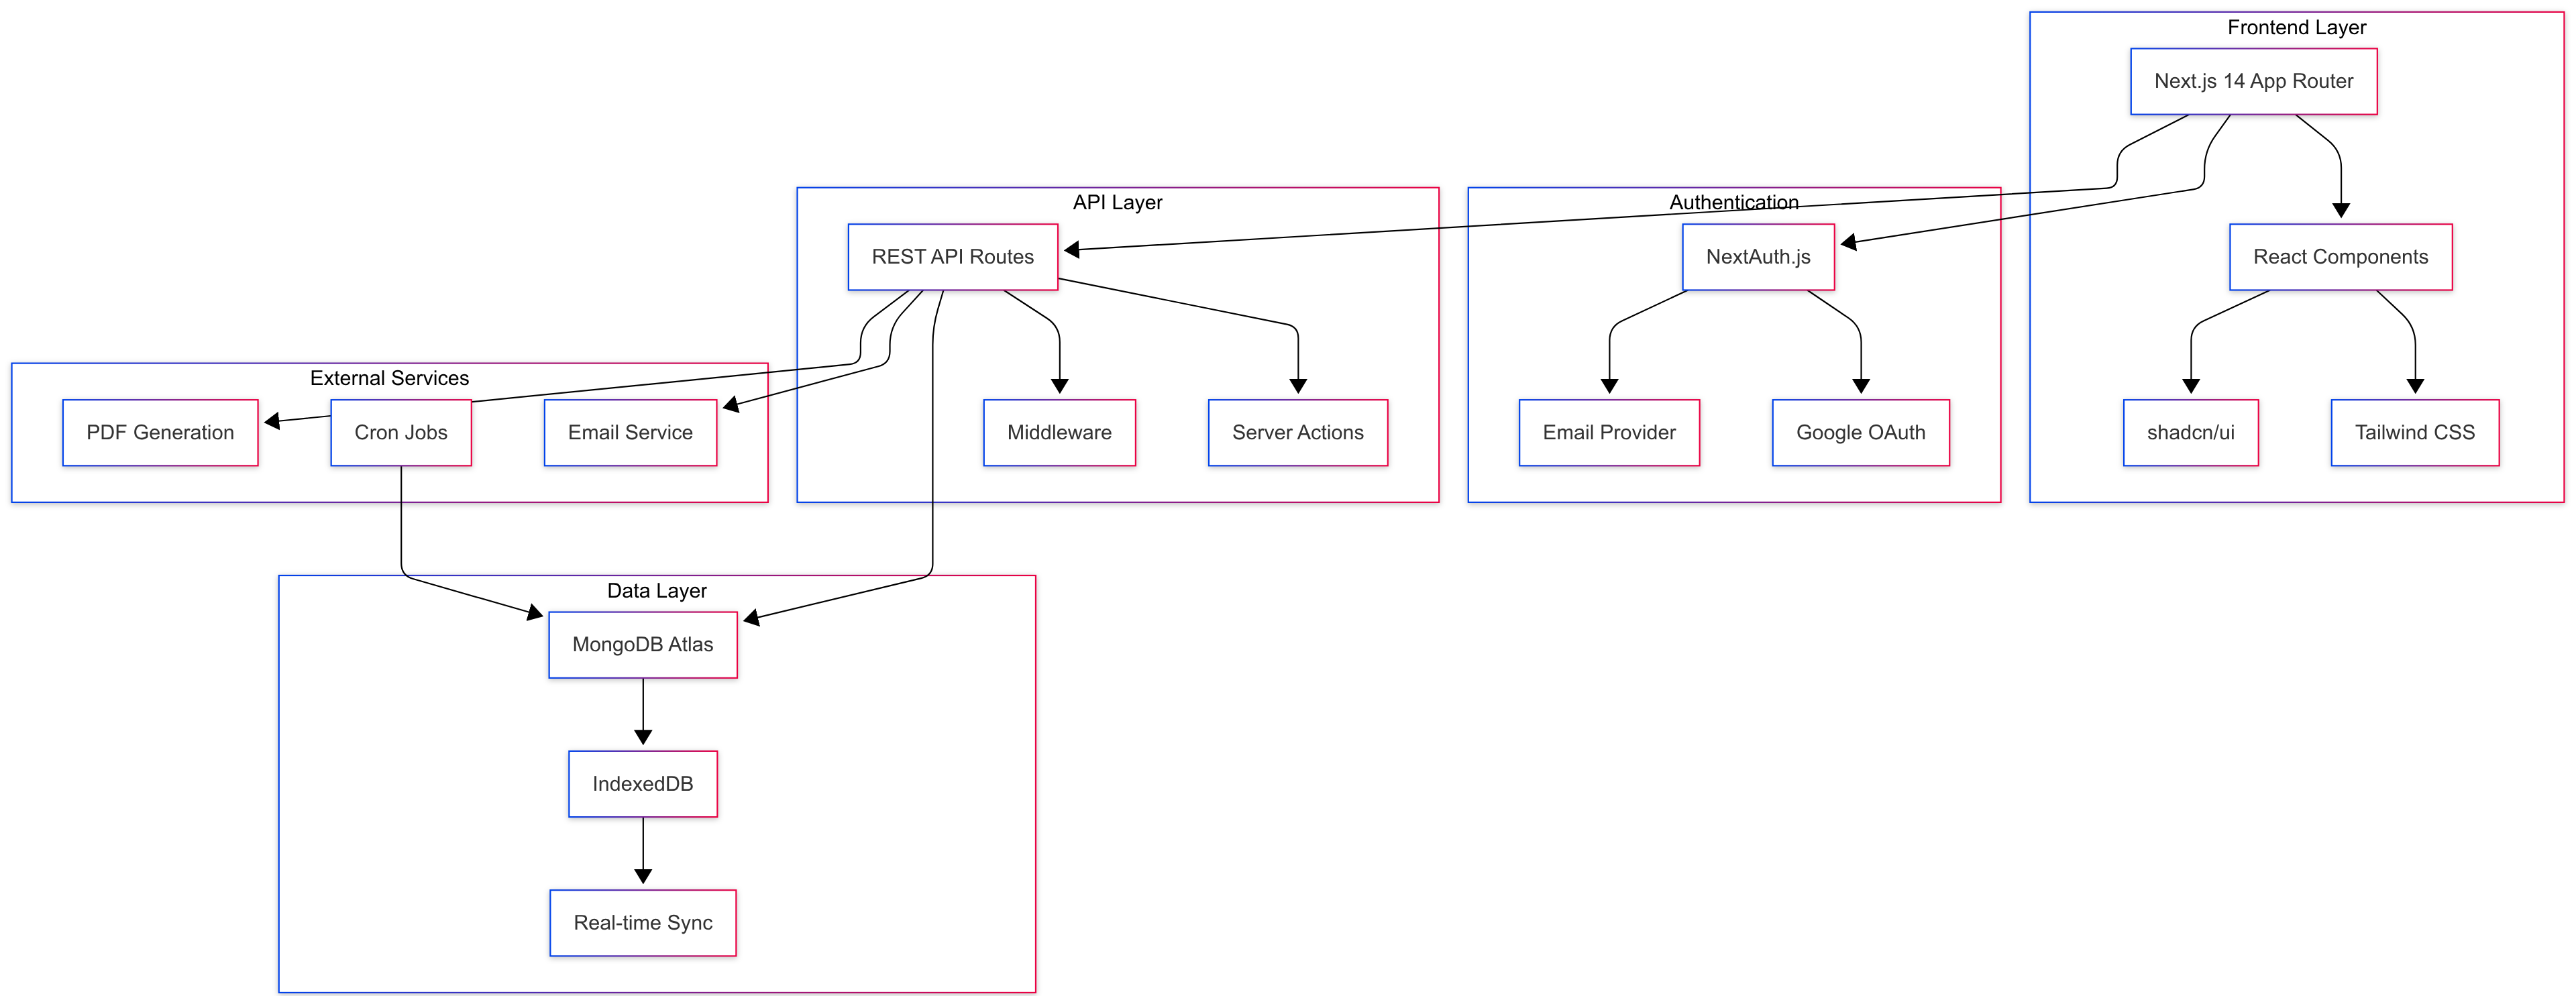 Frontend Layer
Next.js 14 App Router
API Layer
Authentication
REST API Routes
NextAuth.js
React Components
External Services
PDF Generation
Cron Jobs
Email Service
Middleware
Server Actions
Email Provider
Google OAuth
shadcn/ui
Tailwind CSS
Data Layer
MongoDB Atlas
IndexedDB
Real-time Sync